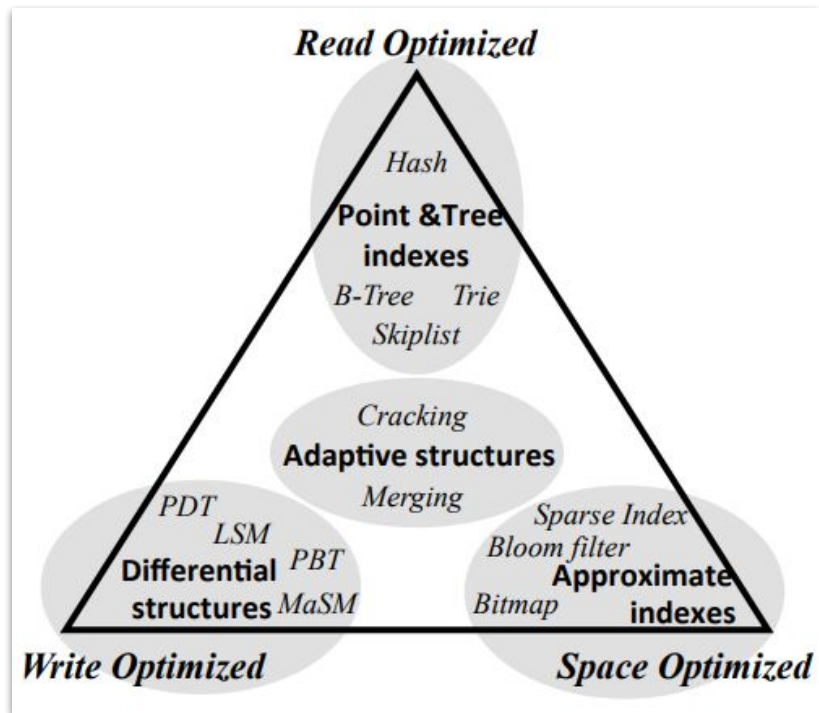 Read Optimized
Hash
Point &Tree
indexes
B-Tree Trie
Skiplist
Cracking
Adaptive structures
Merging
PDT
LSM
PBT
Differential
structures
MaSM
Sparse Index
Bloom filter
Approximate
Bitmap
indexes
Write Optimized
Space Optimized